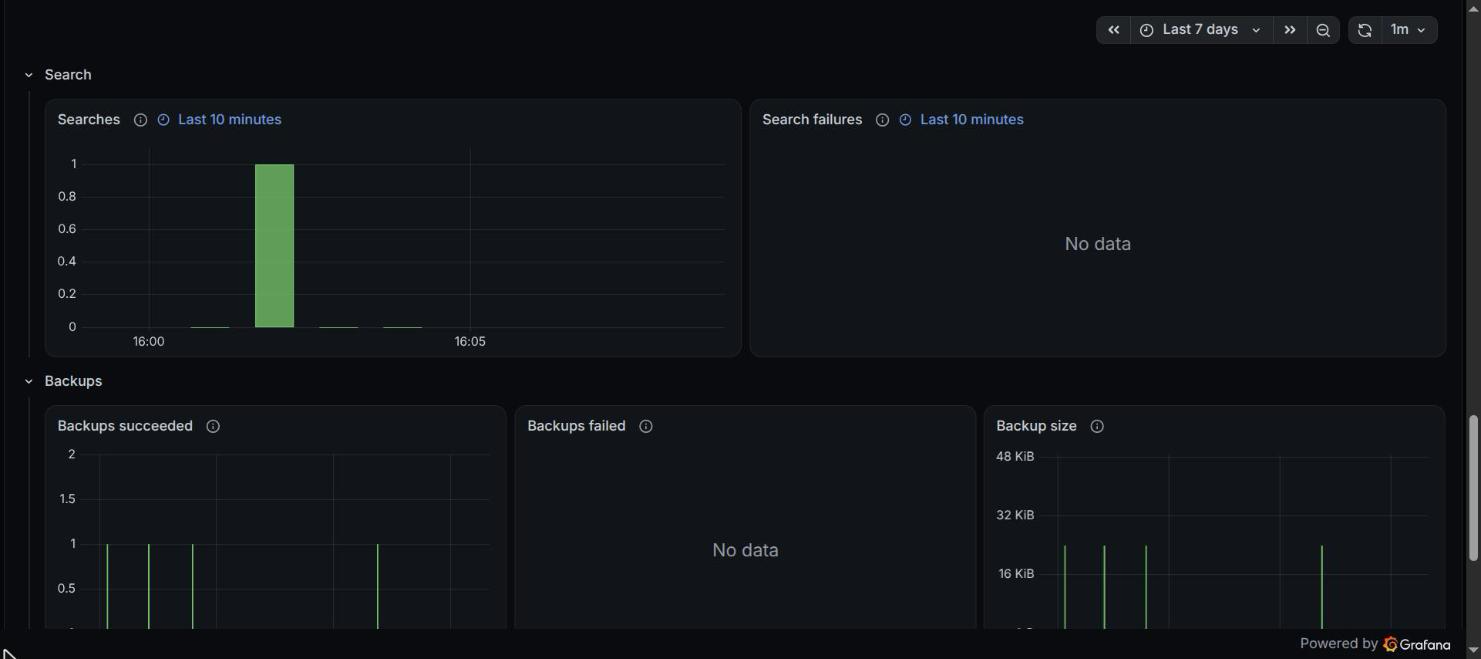 Last 7 days
1m
Search
Searches Last 10 minutes
1
0.8
0.6
0.4
0.2
0
16:00 16:05
Search failures Last 10 minutes
No data
Backups
Backups succeeded
2
1.5
1
0.5
Backups failed
No data
Backup size
48 KiB
32 KiB
16 KiB
Powered by Grafana